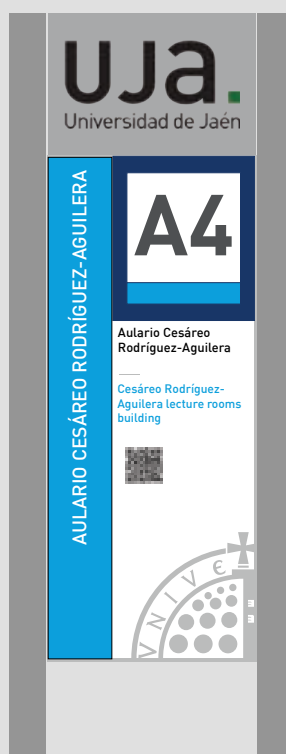 uja.
Universidad de Jaén
AULARIO CESÁREO RODRÍGUEZ-AGUILERA
A4
Aulario Cesáreo
Rodríguez-Aguilera
Cesáreo Rodríguez-
Aguilera lecture rooms
building
VNIVE